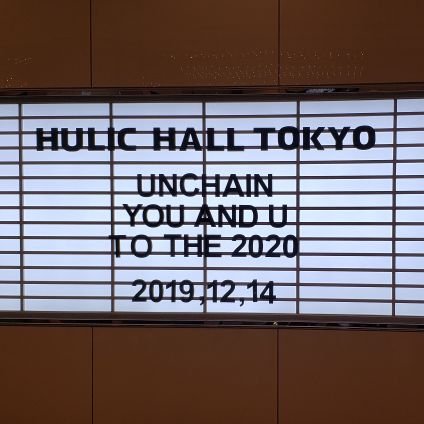 HULIC HALL TOKYO
UNCHAIN
YOU AND U
TO THE 2020
2019,12,14